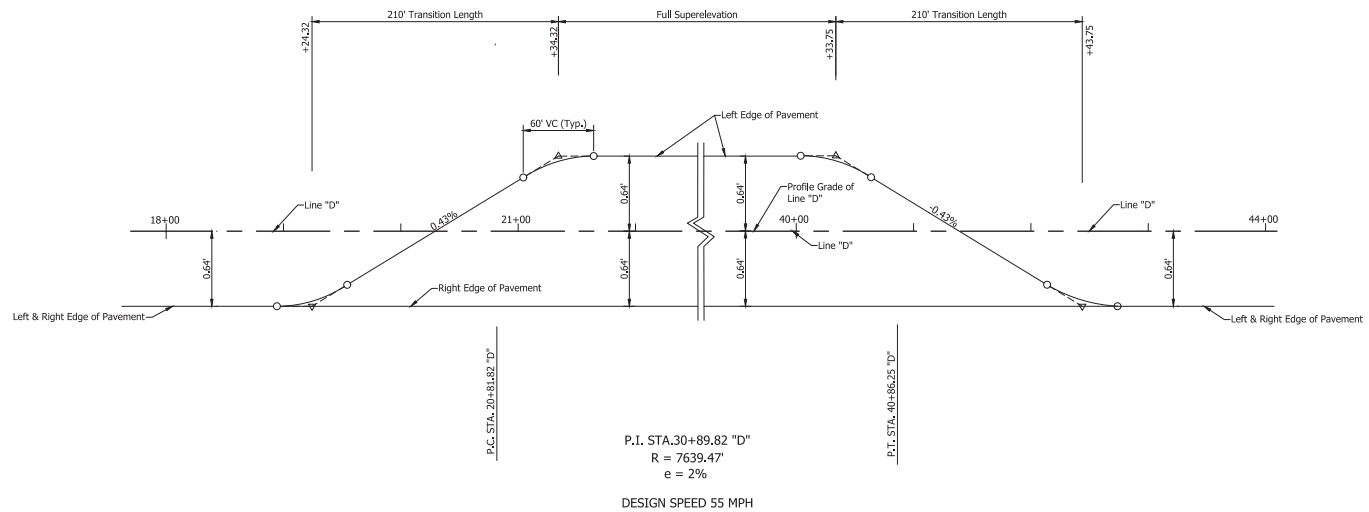 210' Transition Length
Full Superelevation
210' Transition Length
+24.32
+34.32
+33.75
+43.75
60' VC (Typ.)
Left Edge of Pavement
0.64'
0.64'
Profile Grade of
Line "D"
18+00
Line "D"
0.43%
21+00
40+00
-0.43%
Line "D"
44+00
Line "D"
0.64'
0.64'
0.64'
0.64'
Right Edge of Pavement
Left & Right Edge of Pavement
Left & Right Edge of Pavement
P.C. STA. 20+81.82 "D"
P.T. STA. 40+86.25 "D"
P.I. STA.30+89.82 "D"
R = 7639.47'
e = 2%
DESIGN SPEED 55 MPH